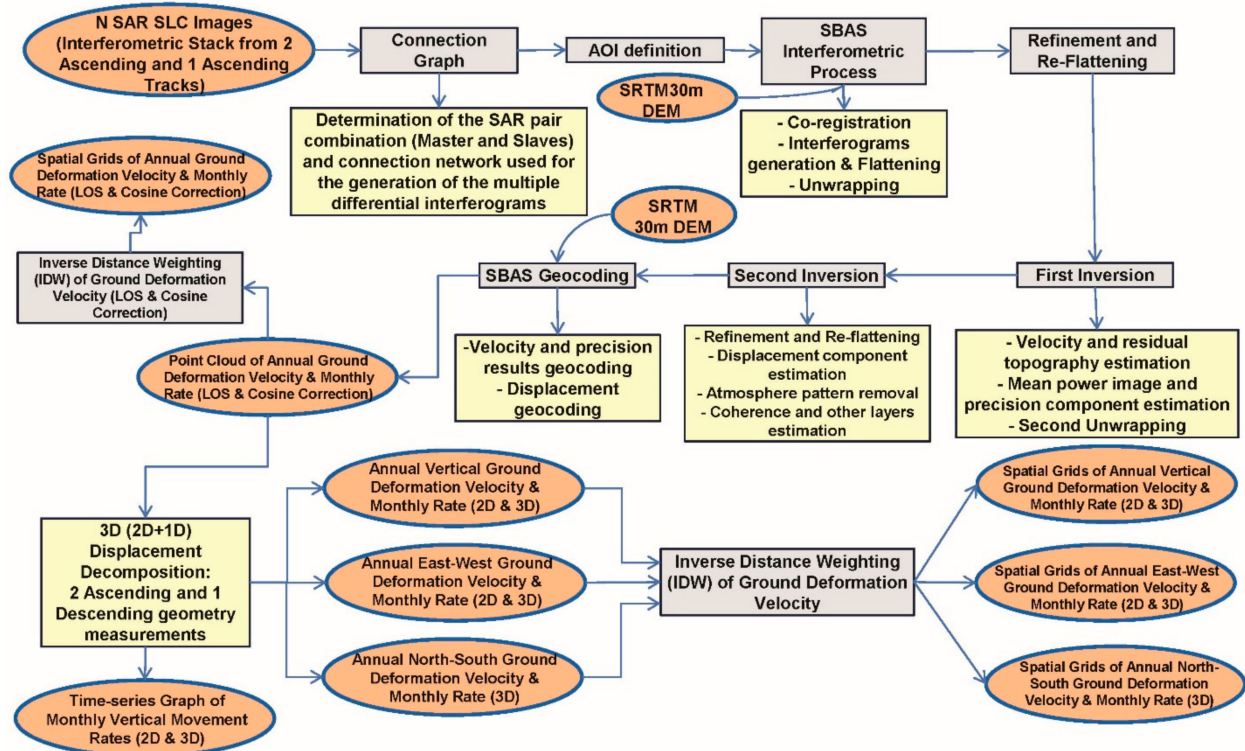 N SAR SLC Images
(Interferometric Stack from 2
Ascending and 1 Ascending
Tracks)
Connection
Graph
AOI definition
SBAS
Interferometric
Process
Refinement and
Re-Flattening
SRTM30m
DEM
Determination of the SAR pair
combination (Master and Slaves)
and connection network used for
the generation of the multiple
differential interferograms
- Co-registration
- Interferograms
generation & Flattening
- Unwrapping
Spatial Grids of Annual Ground
Deformation Velocity & Monthly
Rate (LOS & Cosine Correction)
SRTM
30m DEM
Inverse Distance Weighting
(IDW) of Ground Deformation
Velocity (LOS & Cosine
Correction)
SBAS Geocoding
Second Inversion
First Inversion
Point Cloud of Annual Ground
Deformation Velocity & Monthly
Rate (LOS & Cosine Correction)
-Velocity and precision
results geocoding
- Displacement
geocoding
- Refinement and Re-flattening
- Displacement component
estimation
- Atmosphere pattern removal
- Coherence and other layers
estimation
- Velocity and residual
topography estimation
- Mean power image and
precision component estimation
- Second Unwrapping
3D (2D+1D)
Displacement
Decomposition:
2 Ascending and 1
Descending geometry
measurements
Annual Vertical Ground
Deformation Velocity &
Monthly Rate (2D & 3D)
Annual East-West Ground
Deformation Velocity &
Monthly Rate (2D & 3D)
Annual North-South Ground
Deformation Velocity &
Monthly Rate (3D)
Inverse Distance Weighting
(IDW) of Ground Deformation
Velocity
Spatial Grids of Annual Vertical
Ground Deformation Velocity &
Monthly Rate (2D & 3D)
Spatial Grids of Annual East-West
Ground Deformation Velocity &
Monthly Rate (2D & 3D)
Spatial Grids of Annual North-
South Ground Deformation
Velocity & Monthly Rate (3D)
Time-series Graph of
Monthly Vertical Movement
Rates (2D & 3D)